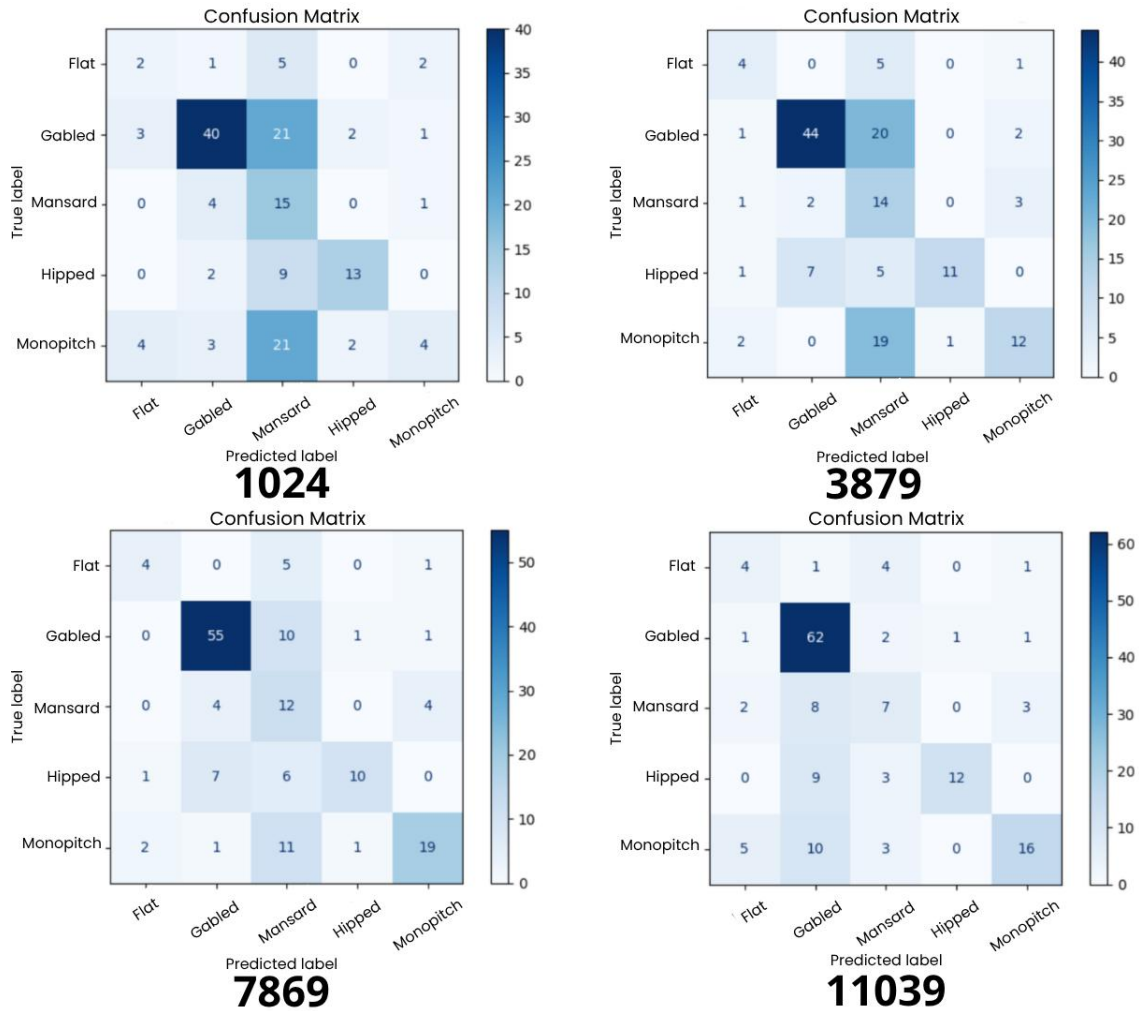 Confusion Matrix
True label
Flat 2 1 5 0 2
Gabled 3 40 21 2 1
Mansard 0 4 15 0 1
Hipped 0 2 9 13 0
Monopitch 4 3 21 2 4
Flat Gabled Mansard Hipped Monopitch
40
35
30
25
20
15
10
5
0
Predicted label
1024
Confusion Matrix
True label
Flat 4 0 5 0 1
Gabled 1 44 20 0 2
Mansard 1 2 14 0 3
Hipped 1 7 5 11 0
Monopitch 2 0 19 1 12
Flat Gabled Mansard Hipped Monopitch
40
35
30
25
20
15
10
5
0
Predicted label
3879
Confusion Matrix
True label
Flat 4 0 5 0 1
Gabled 0 55 10 1 1
Mansard 0 4 12 0 4
Hipped 1 7 6 10 0
Monopitch 2 1 11 1 19
Flat Gabled Mansard Hipped Monopitch
50
40
30
20
10
0
Predicted label
7869
Confusion Matrix
True label
Flat 4 1 4 0 1
Gabled 1 62 2 1 1
Mansard 2 8 7 0 3
Hipped 0 9 3 12 0
Monopitch 5 10 3 0 16
Flat Gabled Mansard Hipped Monopitch
60
50
40
30
20
10
0
Predicted label
11039